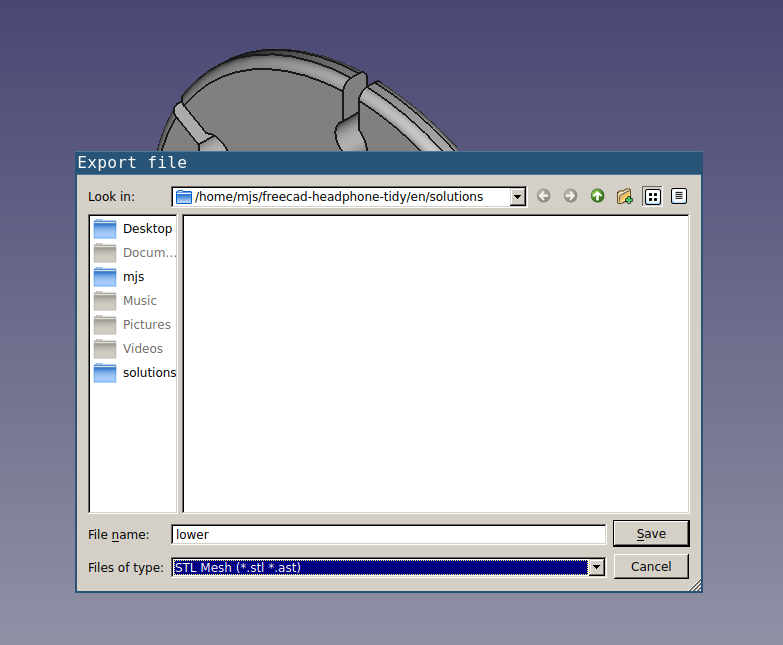 Export file
Look in: /home/mjs/freecad-headphone-tidy/en/solutions
Desktop
Docum...
mjs
Music
Pictures
Videos
solutions
File name: lower Save
Files of type: STL Mesh (*.stl *.ast) Cancel